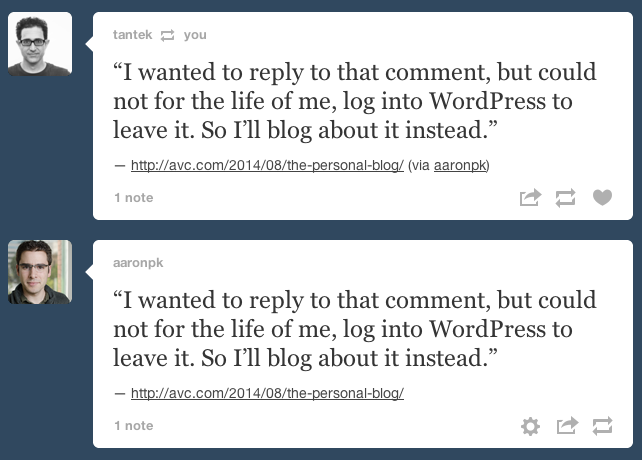 tantek you
“I wanted to reply to that comment, but could
not for the life of me, log into WordPress to
leave it. So I’ll blog about it instead.”
— http://avc.com/2014/08/the-personal-blog/ (via aaronpk)
1 note
aaronpk
“I wanted to reply to that comment, but could
not for the life of me, log into WordPress to
leave it. So I’ll blog about it instead.”
— http://avc.com/2014/08/the-personal-blog/
1 note